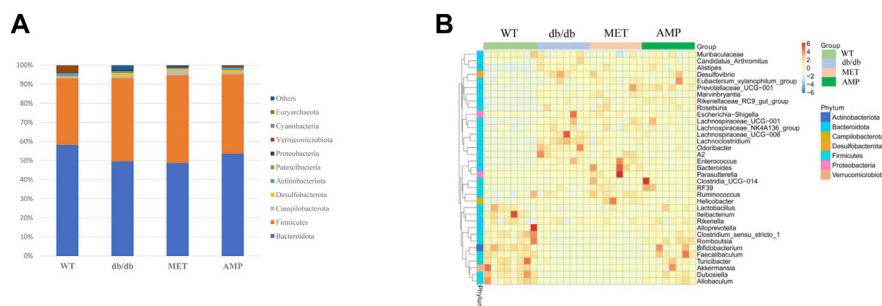 A
100%
90%
80%
70%
60%
50%
40%
30%
20%
10%
0%
WT db/db MET AMP
Others
Euryarchaeota
Cyanobacteria
Verrucomicrobiota
Proteobacteria
Patescibacteria
Actinobacteriota
Desulfobacterota
Campilobacterota
Firmicutes
Bacteroidota
B
WT db/db MET AMP
Group
Muribaculaceae
Candidatus_Arthromitus
Alistipes
Desulfovibrio
Eubacterium_xylanophilum_group
Prevotellaceae_UCG-001
Marvinbryantia
Rikenellaceae_RC9_gut_group
Roseburia
Escherichia-Shigella
Lachnospiraceae_UCG-001
Lachnospiraceae_NK4A136_group
Lachnospiraceae_UCG-006
Lachnoclostridium
Odoribacter
A2
Enterococcus
Bacteroides
Parasutterella
Clostridia_UCG-014
RF39
Ruminococcus
Helicobacter
Lactobacillus
Ileibacterium
Rikenella
Alloprevotella
Clostridium_sensu_stricto_1
Romboutsia
Bifidobacterium
Faecalibaculum
Turicibacter
Akkermansia
Dubosiella
Allobaculum
Phylum
6
4
2
0
−2
−4
−6
Group
WT
db/db
MET
AMP
Phylum
Actinobacteriota
Bacteroidota
Campilobacterota
Desulfobacterota
Firmicutes
Proteobacteria
Verrucomicrobiota